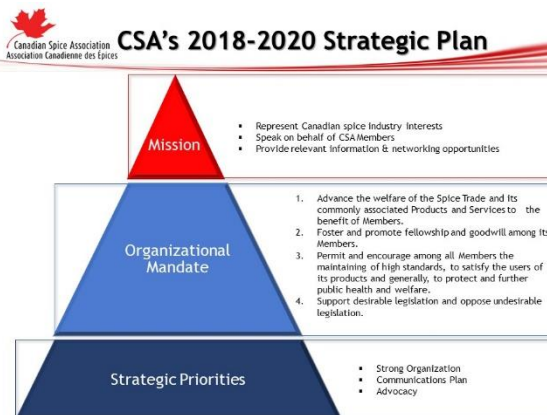 Canadian Spice Association
Association Canadienne des Épices
CSA's 2018-2020 Strategic Plan
Mission
▪ Represent Canadian spice industry interests
▪ Speak on behalf of CSA Members
▪ Provide relevant information & networking opportunities
Organizational
Mandate
1. Advance the welfare of the Spice Trade and its
commonly associated Products and Services to the
benefit of Members.
2. Foster and promote fellowship and goodwill among its
Members.
3. Permit and encourage among all Members the
maintaining of high standards, to satisfy the users of
its products and generally, to protect and further
public health and welfare.
4. Support desirable legislation and oppose undesirable
legislation.
Strategic Priorities
▪ Strong Organization
▪ Communications Plan
▪ Advocacy